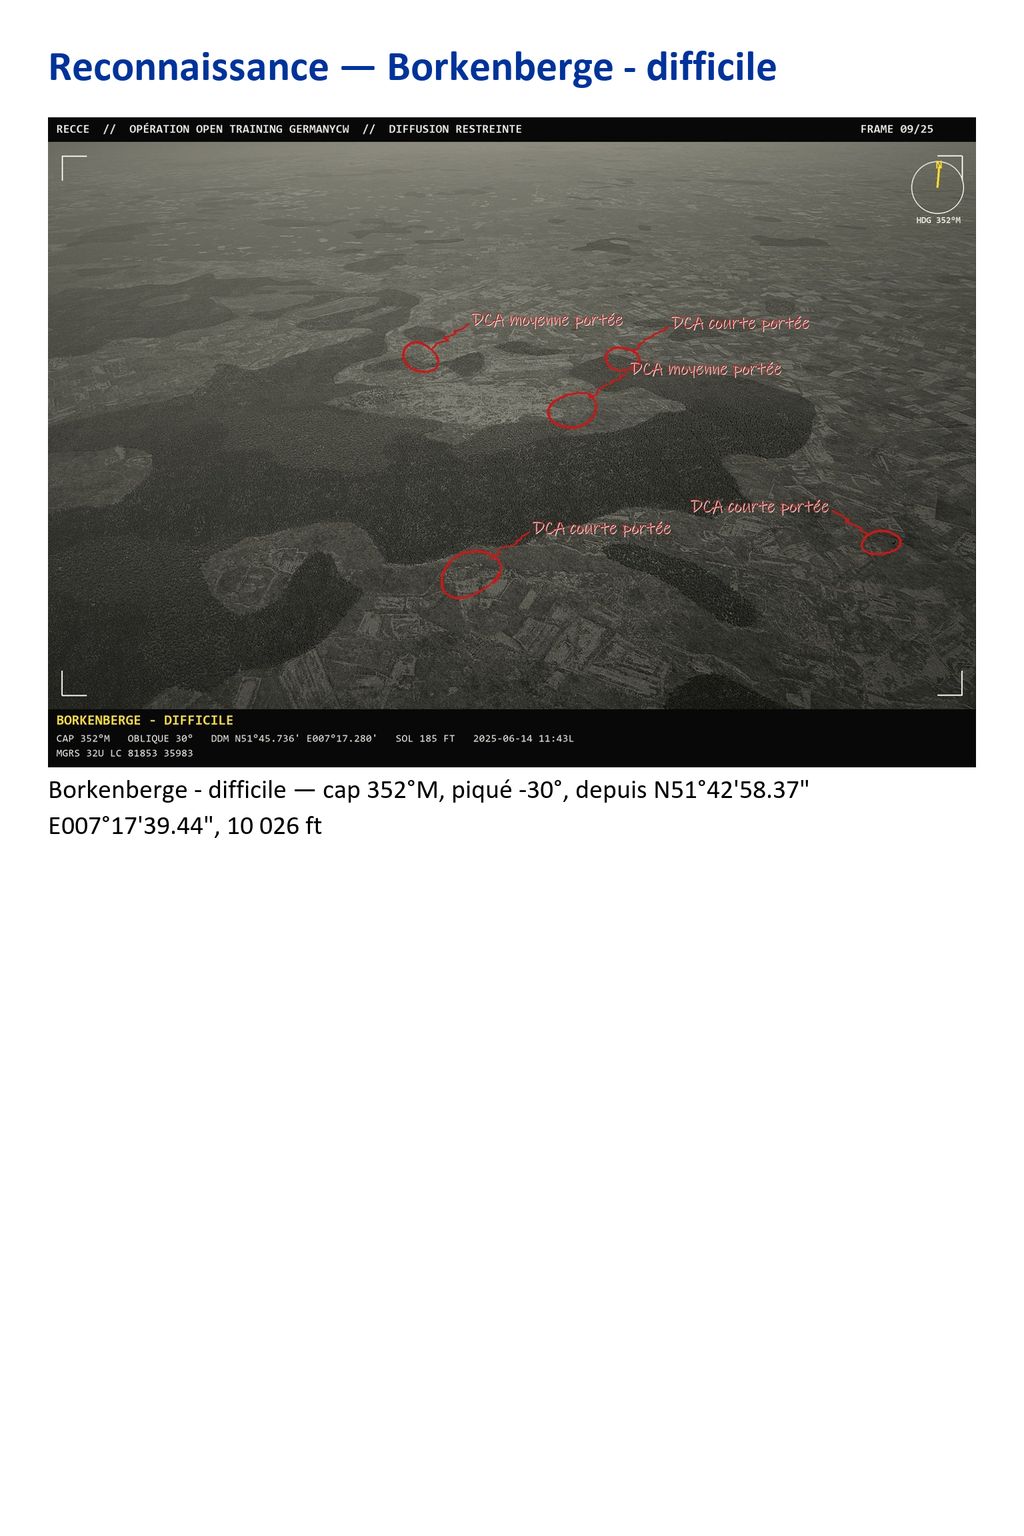 Reconnaissance — Borkenberge - difficile
RECCE // OPÉRATION OPEN TRAINING GERMANYCW // DIFFUSION RESTREINTE
FRAME 09/25
N
HDG 352°M
DCA moyenne portée
DCA courte portée
DCA moyenne portée
DCA courte portée
DCA courte portée
BORKENBERGE - DIFFICILE
CAP 352°M OBLIQUE 30° DDM N51°45.736' E007°17.280' SOL 185 FT 2025-06-14 11:43L
MGRS 32U LC 81853 35983
Borkenberge - difficile — cap 352°M, piqué -30°, depuis N51°42'58.37"
E007°17'39.44", 10 026 ft